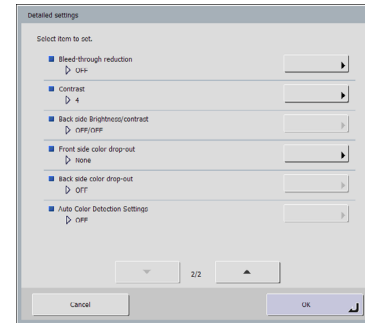 Detailed settings
Select item to set.
Bleed-through reduction
OFF
Contrast
4
Back side Brightness/contrast
OFF/OFF
Front side color drop-out
None
Back side color drop-out
OFF
Auto Color Detection Settings
OFF
2/2
Cancel
OK